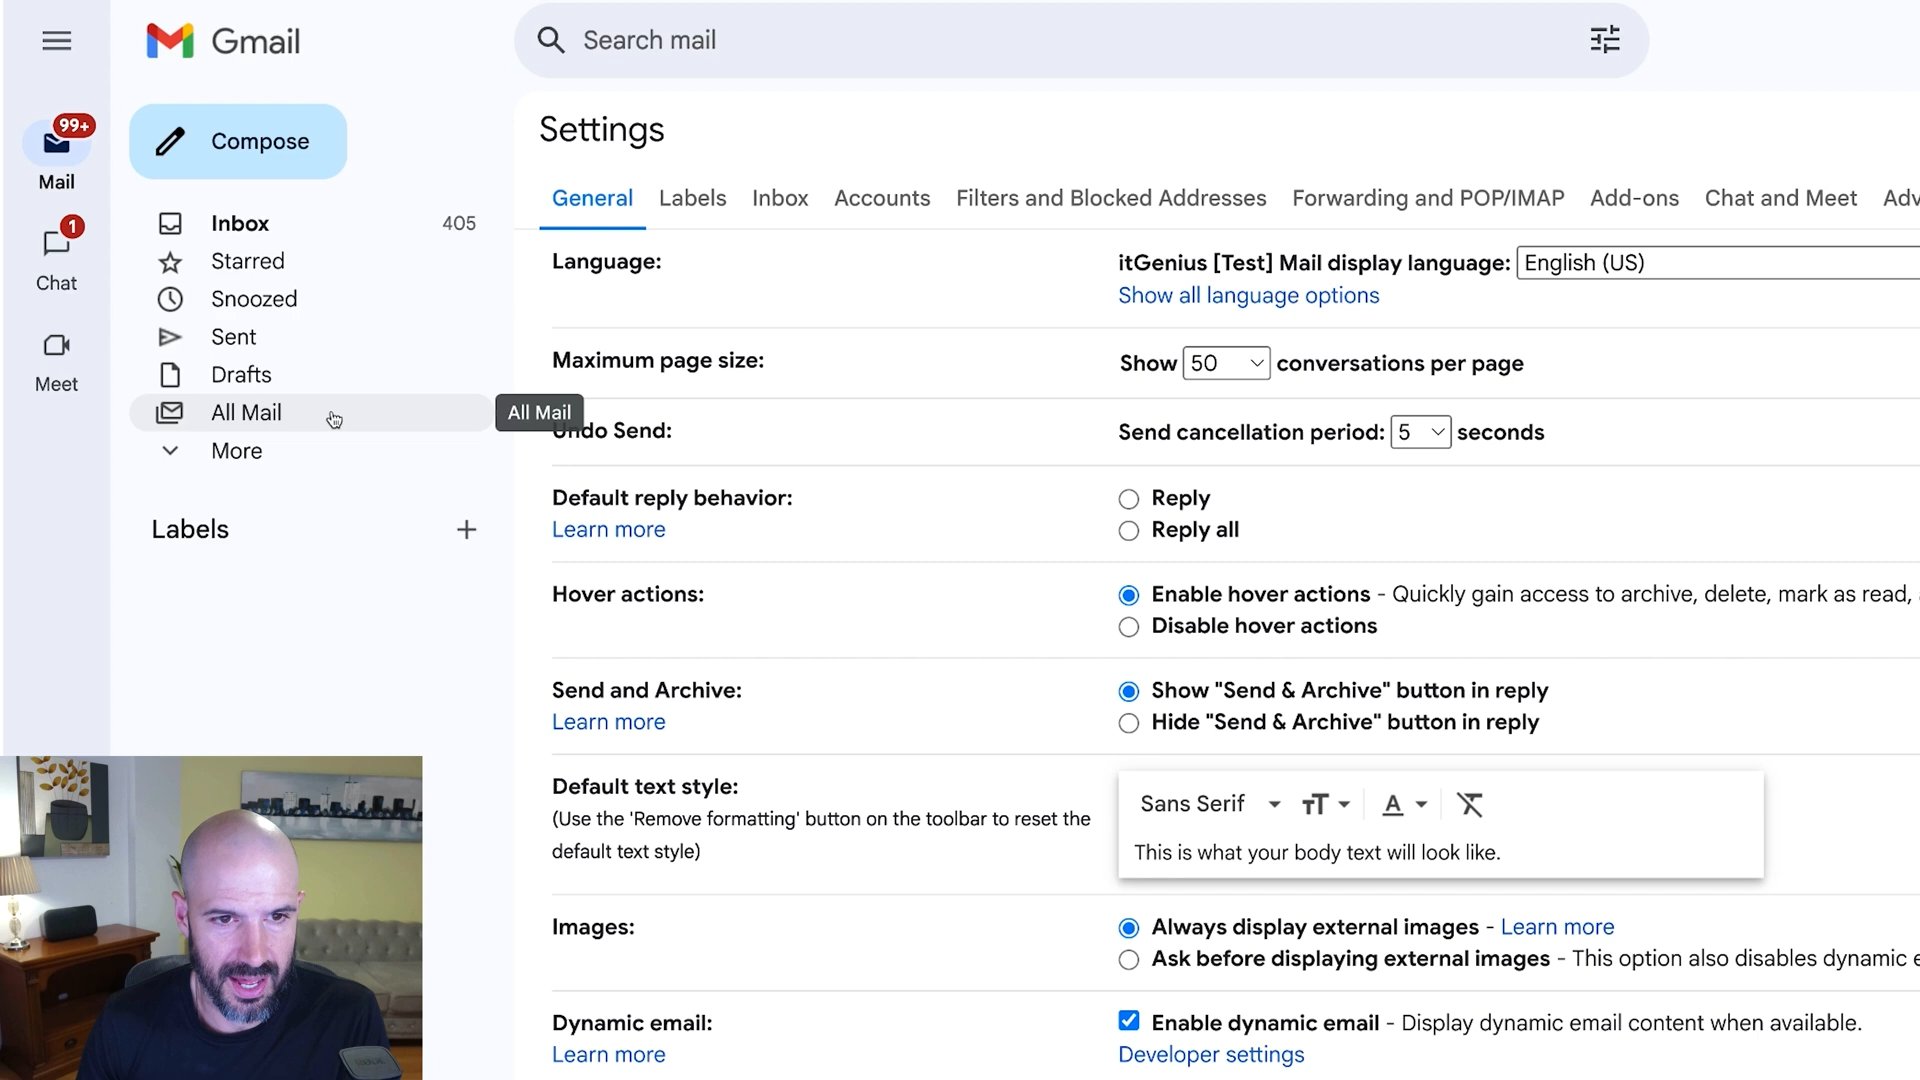 Gmail
Search mail
99+
Mail
1
Chat
Meet
Compose
Inbox 405
Starred
Snoozed
Sent
Drafts
All Mail
More
Labels
All Mail
Settings
General Labels Inbox Accounts Filters and Blocked Addresses Forwarding and POP/IMAP Add-ons Chat and Meet Adv
Language:
itGenius [Test] Mail display language: English (US)
Show all language options
Maximum page size:
Show 50 conversations per page
Undo Send:
Send cancellation period: 5 seconds
Default reply behavior:
Learn more
Reply
Reply all
Hover actions:
Enable hover actions - Quickly gain access to archive, delete, mark as read,
Disable hover actions
Send and Archive:
Learn more
Show "Send & Archive" button in reply
Hide "Send & Archive" button in reply
Default text style:
(Use the 'Remove formatting' button on the toolbar to reset the
default text style)
Sans Serif
This is what your body text will look like.
Images:
Always display external images - Learn more
Ask before displaying external images - This option also disables dynamic e
Dynamic email:
Learn more
Enable dynamic email - Display dynamic email content when available.
Developer settings